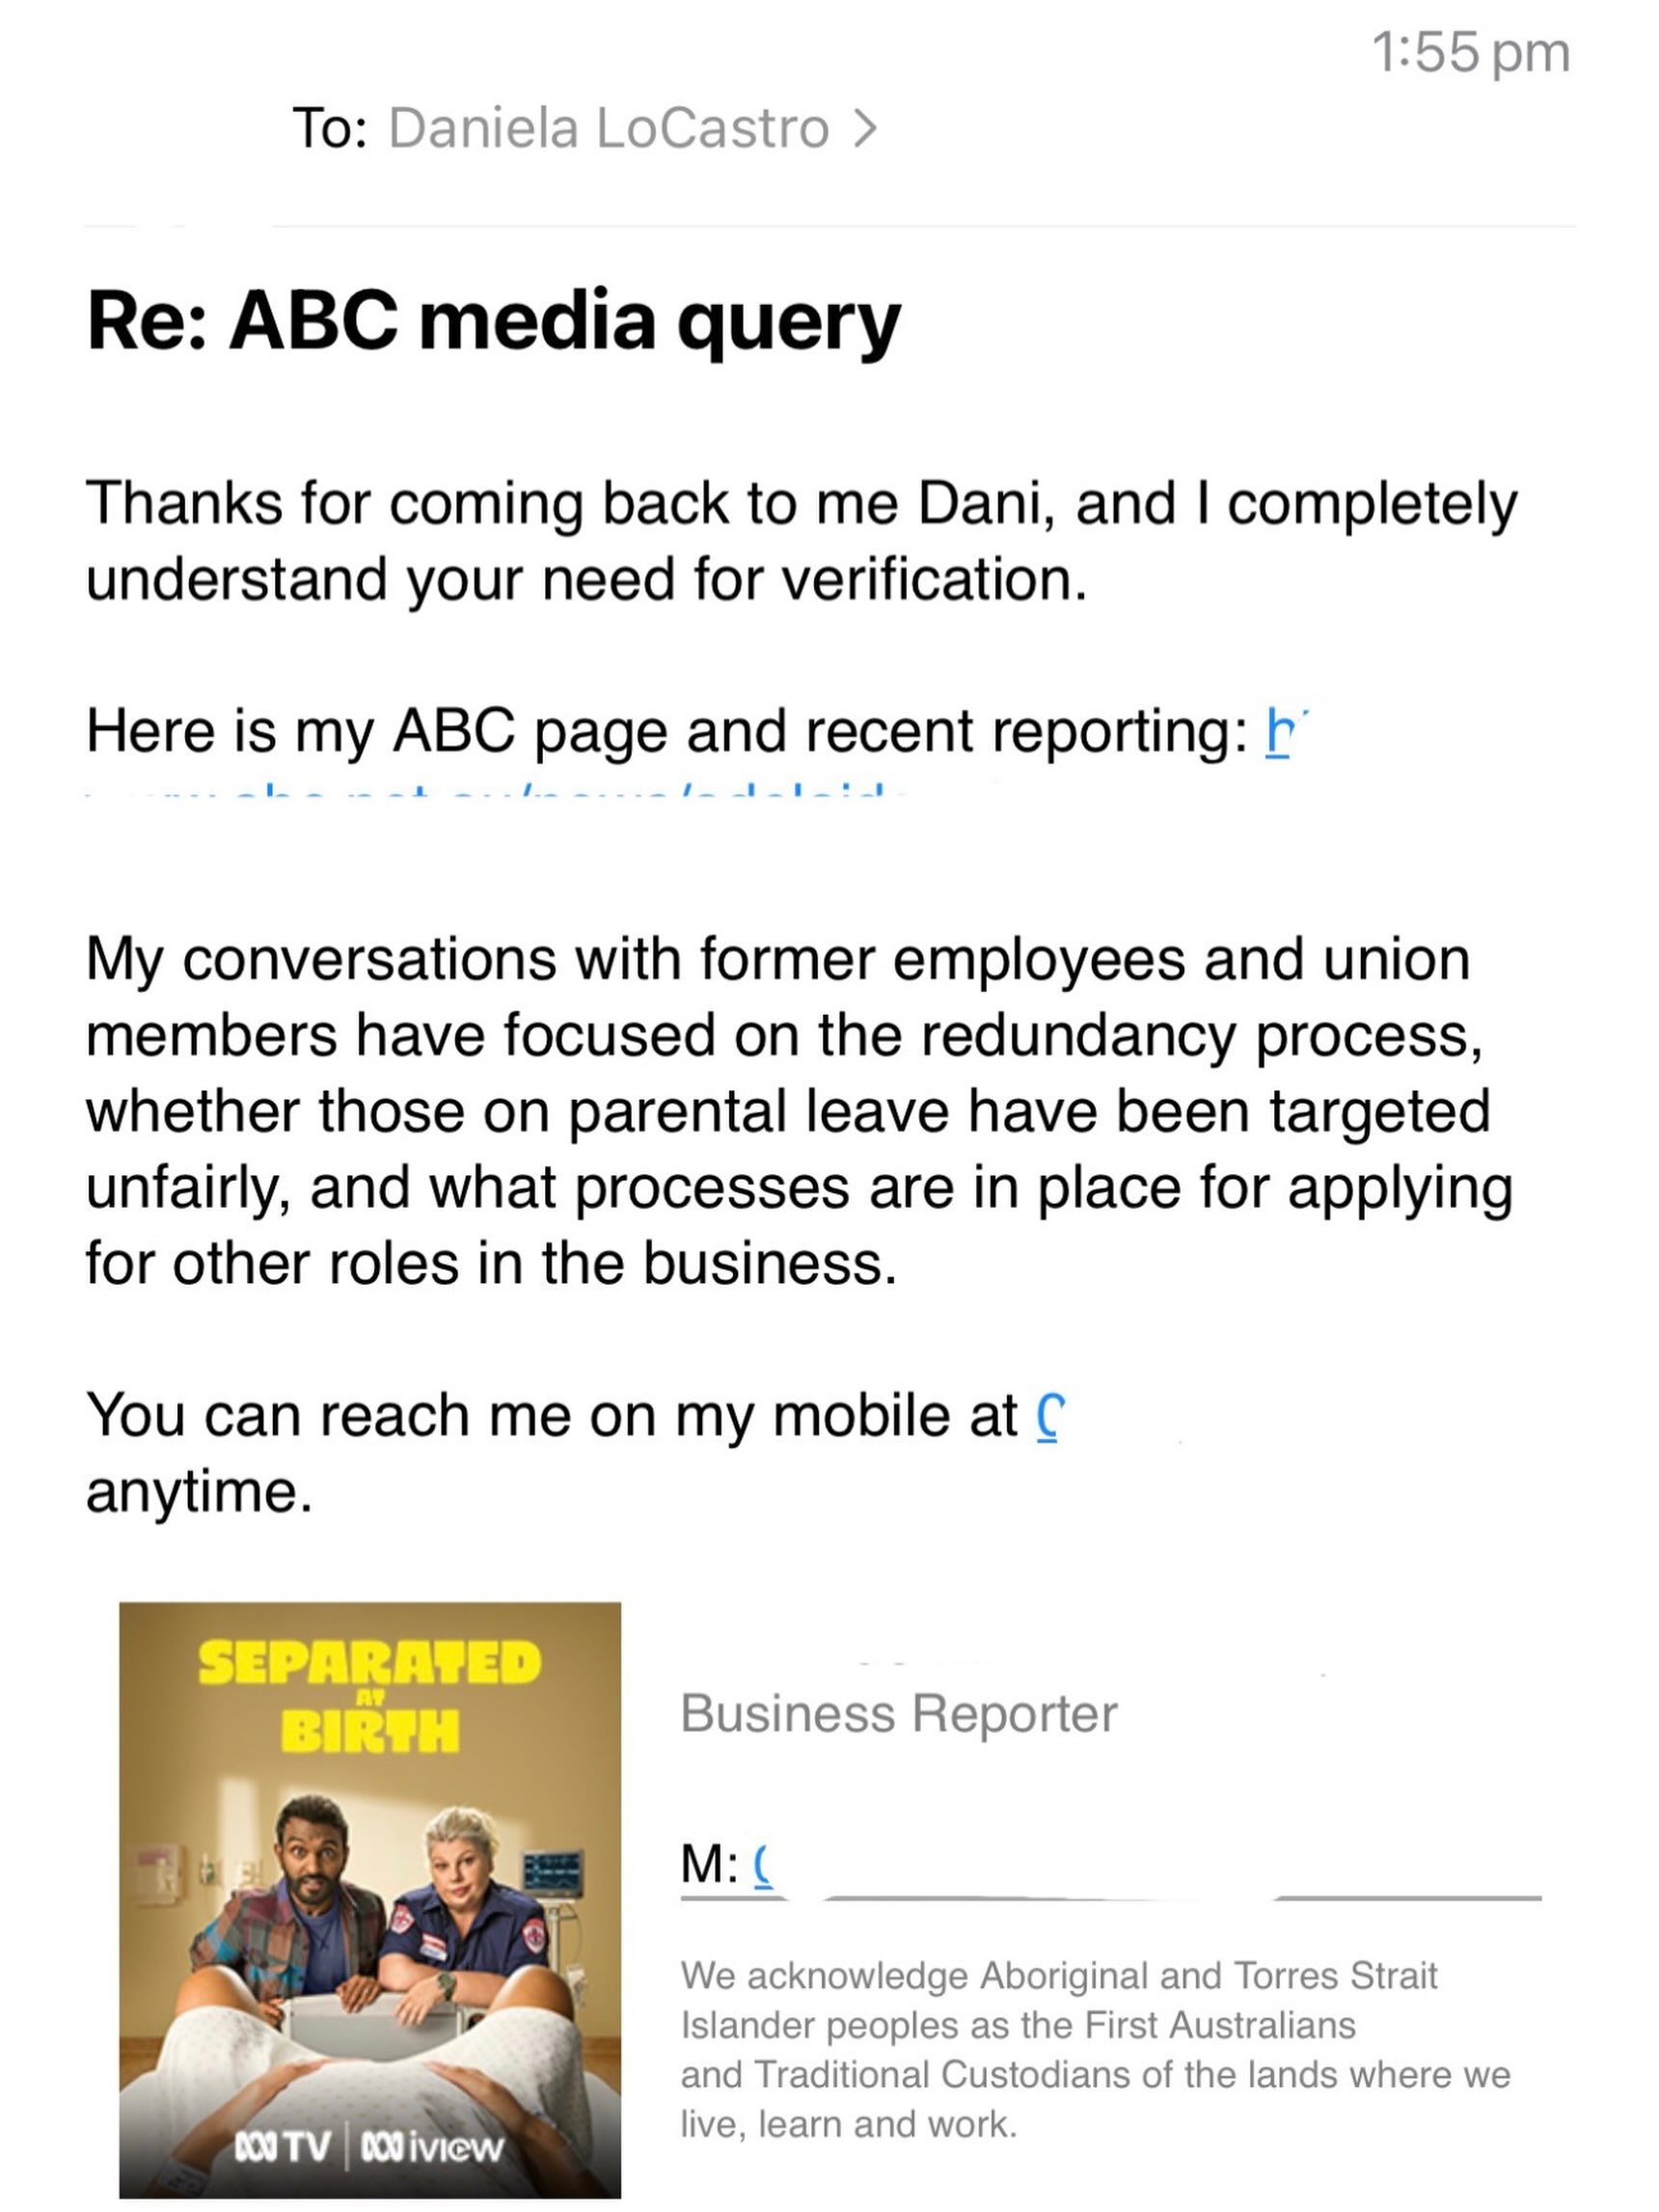 1:55 pm
To: Daniela LoCastro >
Re: ABC media query
Thanks for coming back to me Dani, and I completely
understand your need for verification.
Here is my ABC page and recent reporting:
My conversations with former employees and union
members have focused on the redundancy process,
whether those on parental leave have been targeted
unfairly, and what processes are in place for applying
for other roles in the business.
You can reach me on my mobile at
anytime.
SEPARATED
AT
BIRTH
ABC TV | ABC iview
Business Reporter
M:
We acknowledge Aboriginal and Torres Strait
Islander peoples as the First Australians
and Traditional Custodians of the lands where we
live, learn and work.